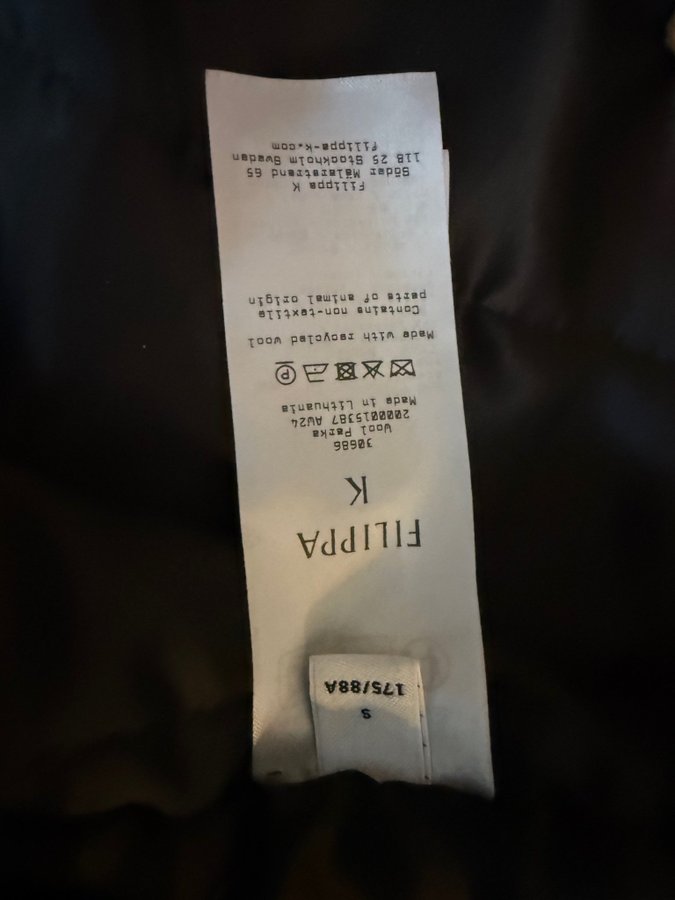 S
175/88A
FILIPPA
K
30686
Wool Parka
2000015387 AW24
Made in Lithuania
P
Made with recycled wool
Contains non-textile
parts of animal origin
Filippa K
Söder Mälarstrand 65
118 25 Stockholm Sweden
filippa-k.com